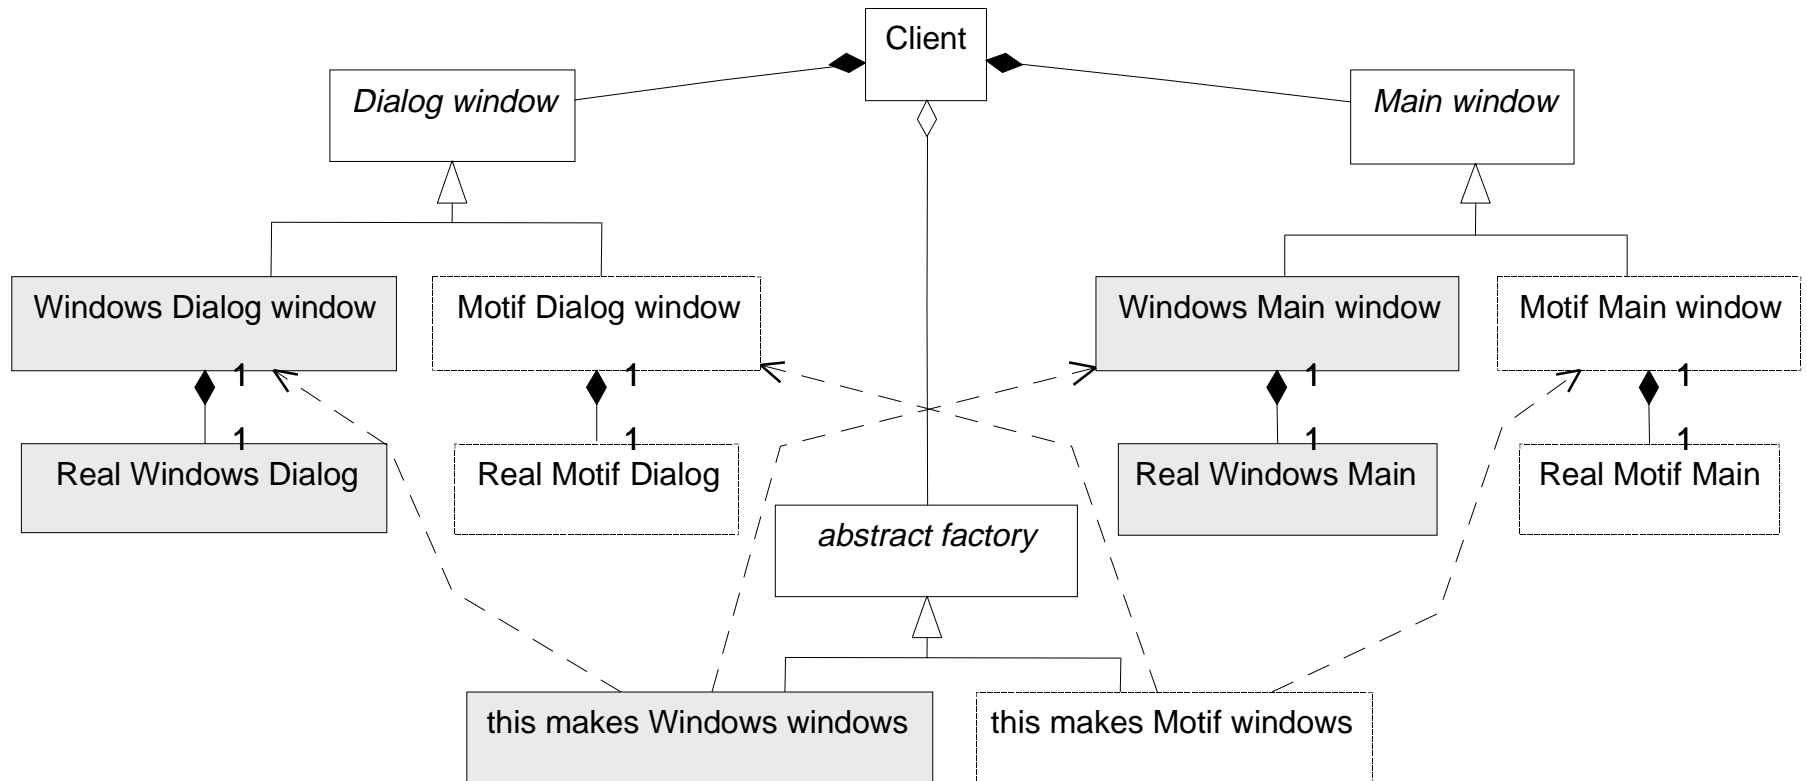 Client
Dialog window
Main window
Windows Dialog window
Motif Dialog window
Windows Main window
Motif Main window
1
1
1
1
1
1
1
1
Real Windows Dialog
Real Motif Dialog
Real Windows Main
Real Motif Main
abstract factory
this makes Windows windows
this makes Motif windows